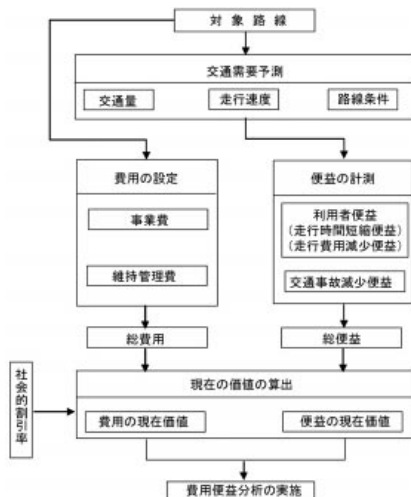 対象路線
交通需要予測
交通量
走行速度
路線条件
費用の設定
事業費
維持管理費
便益の計測
利用者便益
(走行時間短縮便益)
(走行費用減少便益)
交通事故減少便益
総費用
総便益
社会的割引率
現在の価値の算出
費用の現在価値
便益の現在価値
費用便益分析の実施